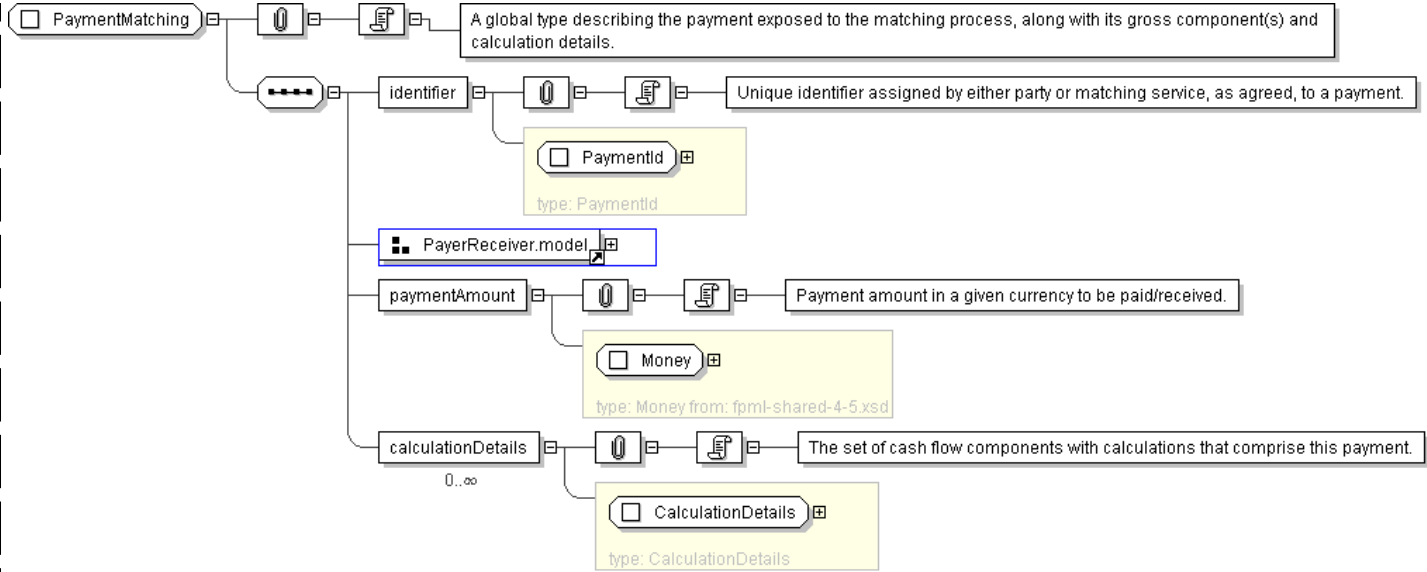 PaymentMatching
A global type describing the payment exposed to the matching process, along with its gross component(s) and
calculation details.
identifier
Unique identifier assigned by either party or matching service, as agreed, to a payment.
PaymentId
type: PaymentId
PayerReceiver.model
paymentAmount
Payment amount in a given currency to be paid/received.
Money
type: Money from: fpml-shared-4-5.xsd
calculationDetails
The set of cash flow components with calculations that comprise this payment.
0..∞
CalculationDetails
type: CalculationDetails